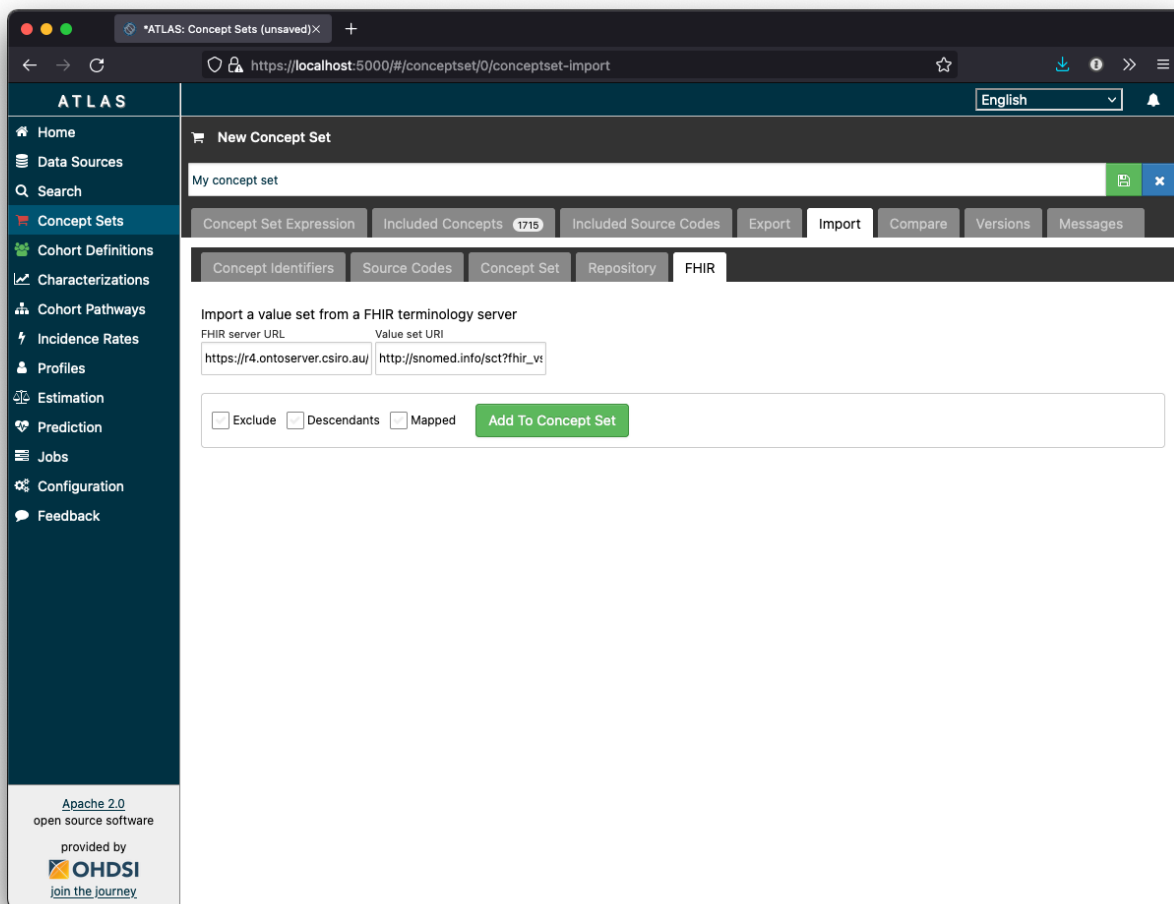 *ATLAS: Concept Sets (unsaved)
https://localhost:5000/#/conceptset/0/conceptset-import
ATLAS
English
Home
Data Sources
Search
Concept Sets
Cohort Definitions
Characterizations
Cohort Pathways
Incidence Rates
Profiles
Estimation
Prediction
Jobs
Configuration
Feedback
New Concept Set
My concept set
Concept Set Expression Included Concepts 1715 Included Source Codes Export Import Compare Versions Messages
Concept Identifiers Source Codes Concept Set Repository FHIR
Import a value set from a FHIR terminology server
FHIR server URL Value set URI
https://r4.ontoserver.csiro.au/ http://snomed.info/sct?fhir_vs
Exclude Descendants Mapped Add To Concept Set
Apache 2.0
open source software
provided by
OHDSI
join the journey